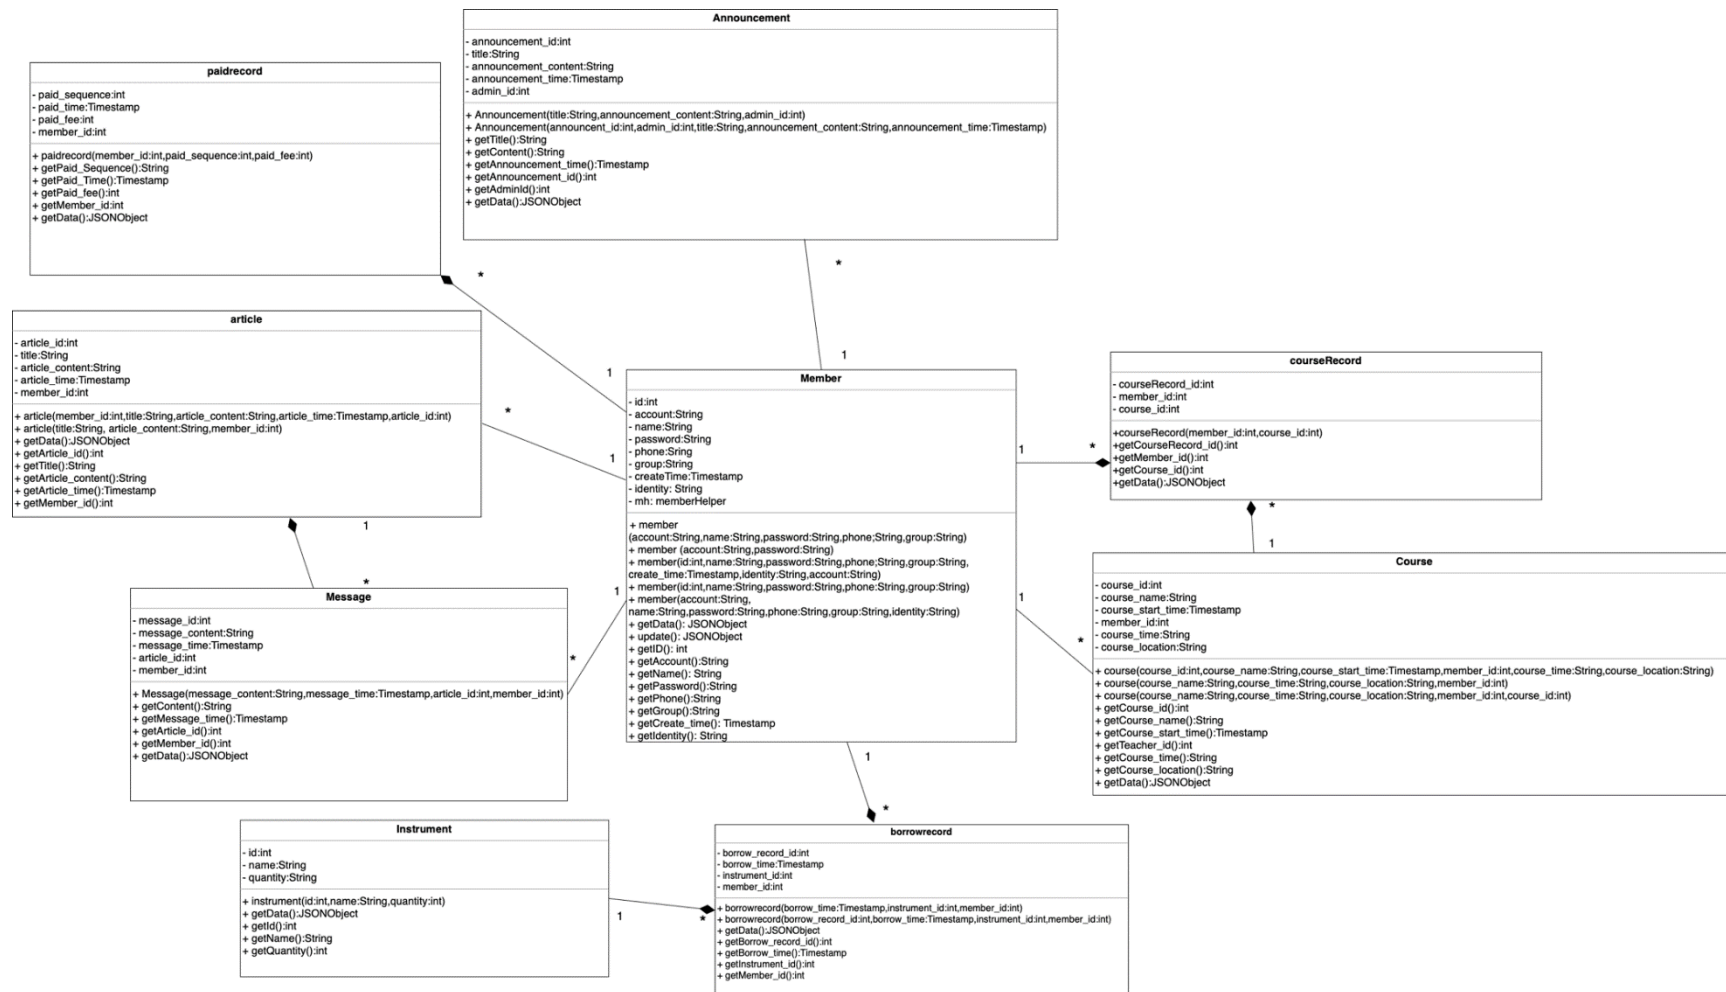 Announcement
- announcement_id:int
- title:String
- announcement_content:String
- announcement_time:Timestamp
- admin_id:int
+ Announcement(title:String,announcement_content:String,admin_id:int)
+ Announcement(announcent_id:int,admin_id:int,title:String,announcement_content:String,announcement_time:Timestamp)
+ getTitle():String
+ getContent():String
+ getAnnouncement_time():Timestamp
+ getAnnouncement_id():int
+ getAdminId():int
+ getData():JSONObject
paidrecord
- paid_sequence:int
- paid_time:Timestamp
- paid_fee:int
- member_id:int
+ paidrecord(member_id:int,paid_sequence:int,paid_fee:int)
+ getPaid_Sequence():String
+ getPaid_Time():Timestamp
+ getPaid_fee():int
+ getMember_id:int
+ getData():JSONObject
*
*
1
1
article
- article_id:int
- title:String
- article_content:String
- article_time:Timestamp
- member_id:int
+ article(member_id:int,title:String,article_content:String,article_time:Timestamp,article_id:int)
+ article(title:String, article_content:String,member_id:int)
+ getData():JSONObject
+ getArticle_id():int
+ getTitle():String
+ getArticle_content():String
+ getArticle_time():Timestamp
+ getMember_id():int
*
1
1
*
Member
- id:int
- account:String
- name:String
- password:String
- phone:Sring
- group:String
- createTime:Timestamp
- identity: String
- mh: memberHelper
+ member
(account:String,name:String,password:String,phone;String,group:String)
+ member (account:String,password:String)
+ member(id:int,name:String,password:String,phone;String,group:String,
create_time:Timestamp,identity:String,account:String)
+ member(id:int,name:String,password:String,phone:String,group:String)
+ member(account:String,
name:String,password:String,phone:String,group:String,identity:String)
+ getData(): JSONObject
+ update(): JSONObject
+ getID(): int
+ getAccount():String
+ getName(): String
+ getPassword():String
+ getPhone():String
+ getGroup():String
+ getCreate_time(): Timestamp
+ getIdentity(): String
courseRecord
- courseRecord_id:int
- member_id:int
- course_id:int
+courseRecord(member_id:int,course_id:int)
+getCourseRecord_id():int
+getMember_id():int
+getCourse_id():int
+getData():JSONObject
1
*
*
1
Course
- course_id:int
- course_name:String
- course_start_time:Timestamp
- member_id:int
- course_time:String
- course_location:String
+ course(course_id:int,course_name:String,course_start_time:Timestamp,member_id:int,course_time:String,course_location:String)
+ course(course_name:String,course_time:String,course_location:String,member_id:int)
+ course(course_name:String,course_time:String,course_location:String,member_id:int,course_id:int)
+ getCourse_id():int
+ getCourse_name():String
+ getCourse_start_time():Timestamp
+ getTeacher_id():int
+ getCourse_time():String
+ getCourse_location():String
+ getData():JSONObject
1
*
Message
- message_id:int
- message_content:String
- message_time:Timestamp
- article_id:int
- member_id:int
+ Message(message_content:String,message_time:Timestamp,article_id:int,member_id:int)
+ getContent():String
+ getMessage_time():Timestamp
+ getArticle_id():int
+ getMember_id():int
+ getData():JSONObject
1
*
1
*
Instrument
- id:int
- name:String
- quantity:String
+ instrument(id:int,name:String,quantity:int)
+ getData():JSONObject
+ getId():int
+ getName():String
+ getQuantity():int
1
*
borrowrecord
- borrow_record_id:int
- borrow_time:Timestamp
- instrument_id:int
- member_id:int
+ borrowrecord(borrow_time:Timestamp,instrument_id:int,member_id:int)
+ borrowrecord(borrow_record_id:int,borrow_time:Timestamp,instrument_id:int,member_id:int)
+ getData():JSONObject
+ getBorrow_record_id():int
+ getBorrow_time():Timestamp
+ getInstrument_id():int
+ getMember_id():int